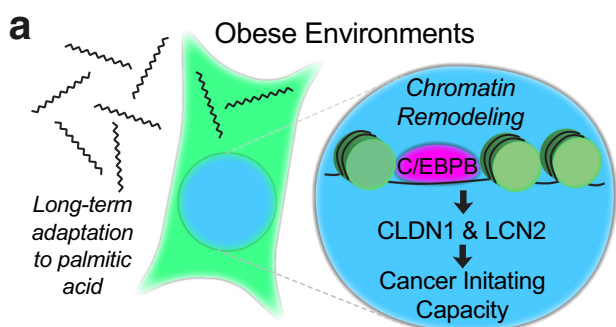 a
Obese Environments
Chromatin
Remodeling
C/EBPB
CLDN1 & LCN2
Cancer Initating
Capacity
Long-term
adaptation
to palmitic
acid